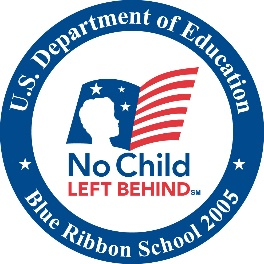 U.S. Department of Education
No Child
LEFT BEHIND℠
Blue Ribbon School 2005